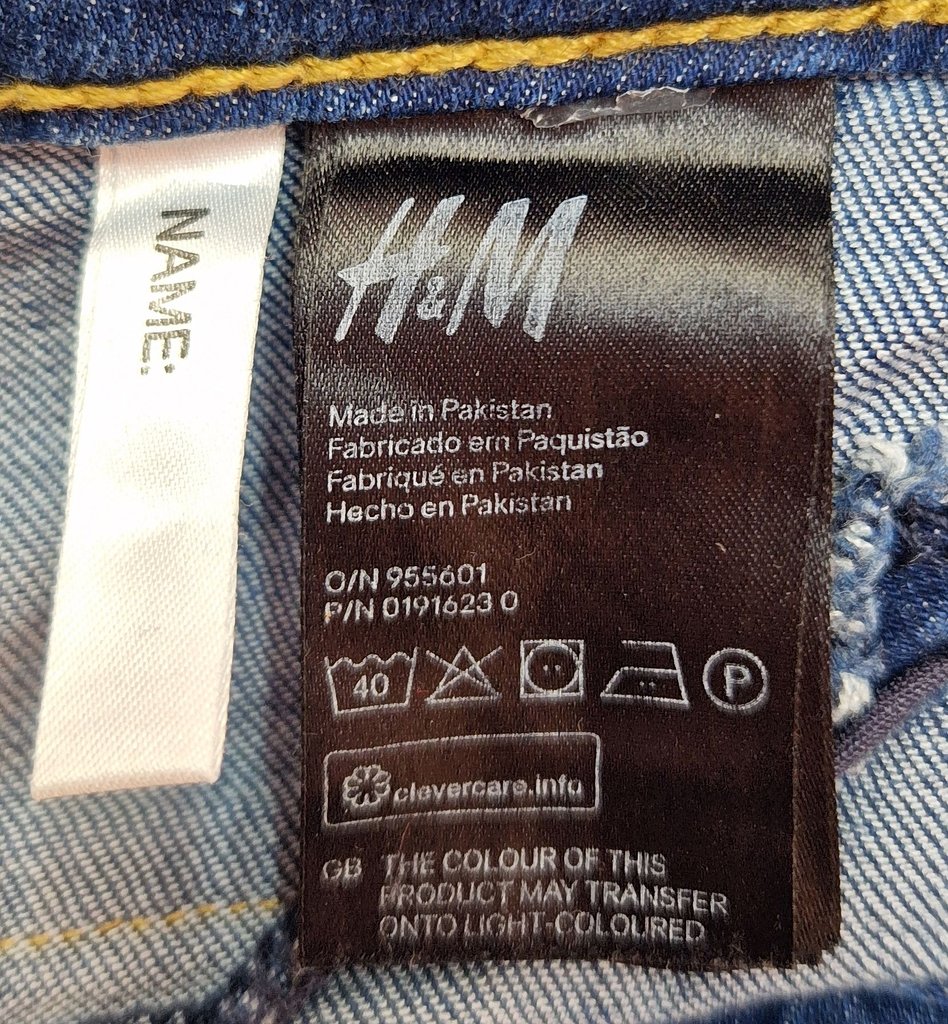 NAME:
H&M
Made in Pakistan
Fabricado em Paquistão
Fabriqué en Pakistan
Hecho en Pakistan
O/N 955601
P/N 0191623 0
40
P
clevercare.info
GB THE COLOUR OF THIS
PRODUCT MAY TRANSFER
ONTO LIGHT-COLOURED